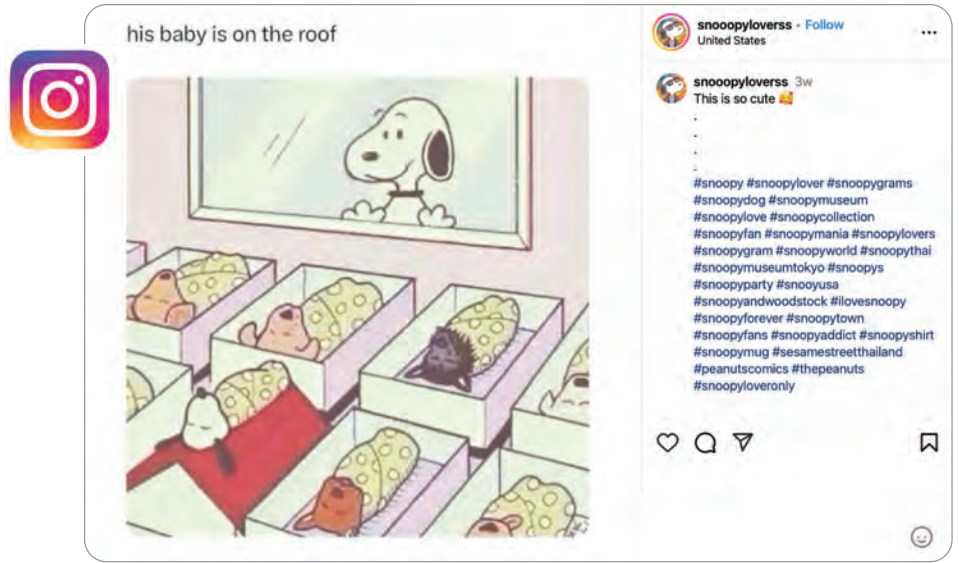 his baby is on the roof
snooopyloverss • Follow
United States
snooopyloverss 3w
This is so cute 🥰
.
.
.
.
#snoopy #snoopylover #snoopygrams
#snoopydog #snoopymuseum
#snoopylove #snoopycollection
#snoopyfan #snoopymania #snoopylovers
#snoopygram #snoopyworld #snoopythai
#snoopymuseumtokyo #snoopys
#snoopyparty #snooyusa
#snoopyandwoodstock #ilovesnoopy
#snoopyforever #snoopytown
#snoopyfans #snoopyaddict #snoopyshirt
#snoopymug #sesamestreetthailand
#peanutscomics #thepeanuts
#snoopyloveronly